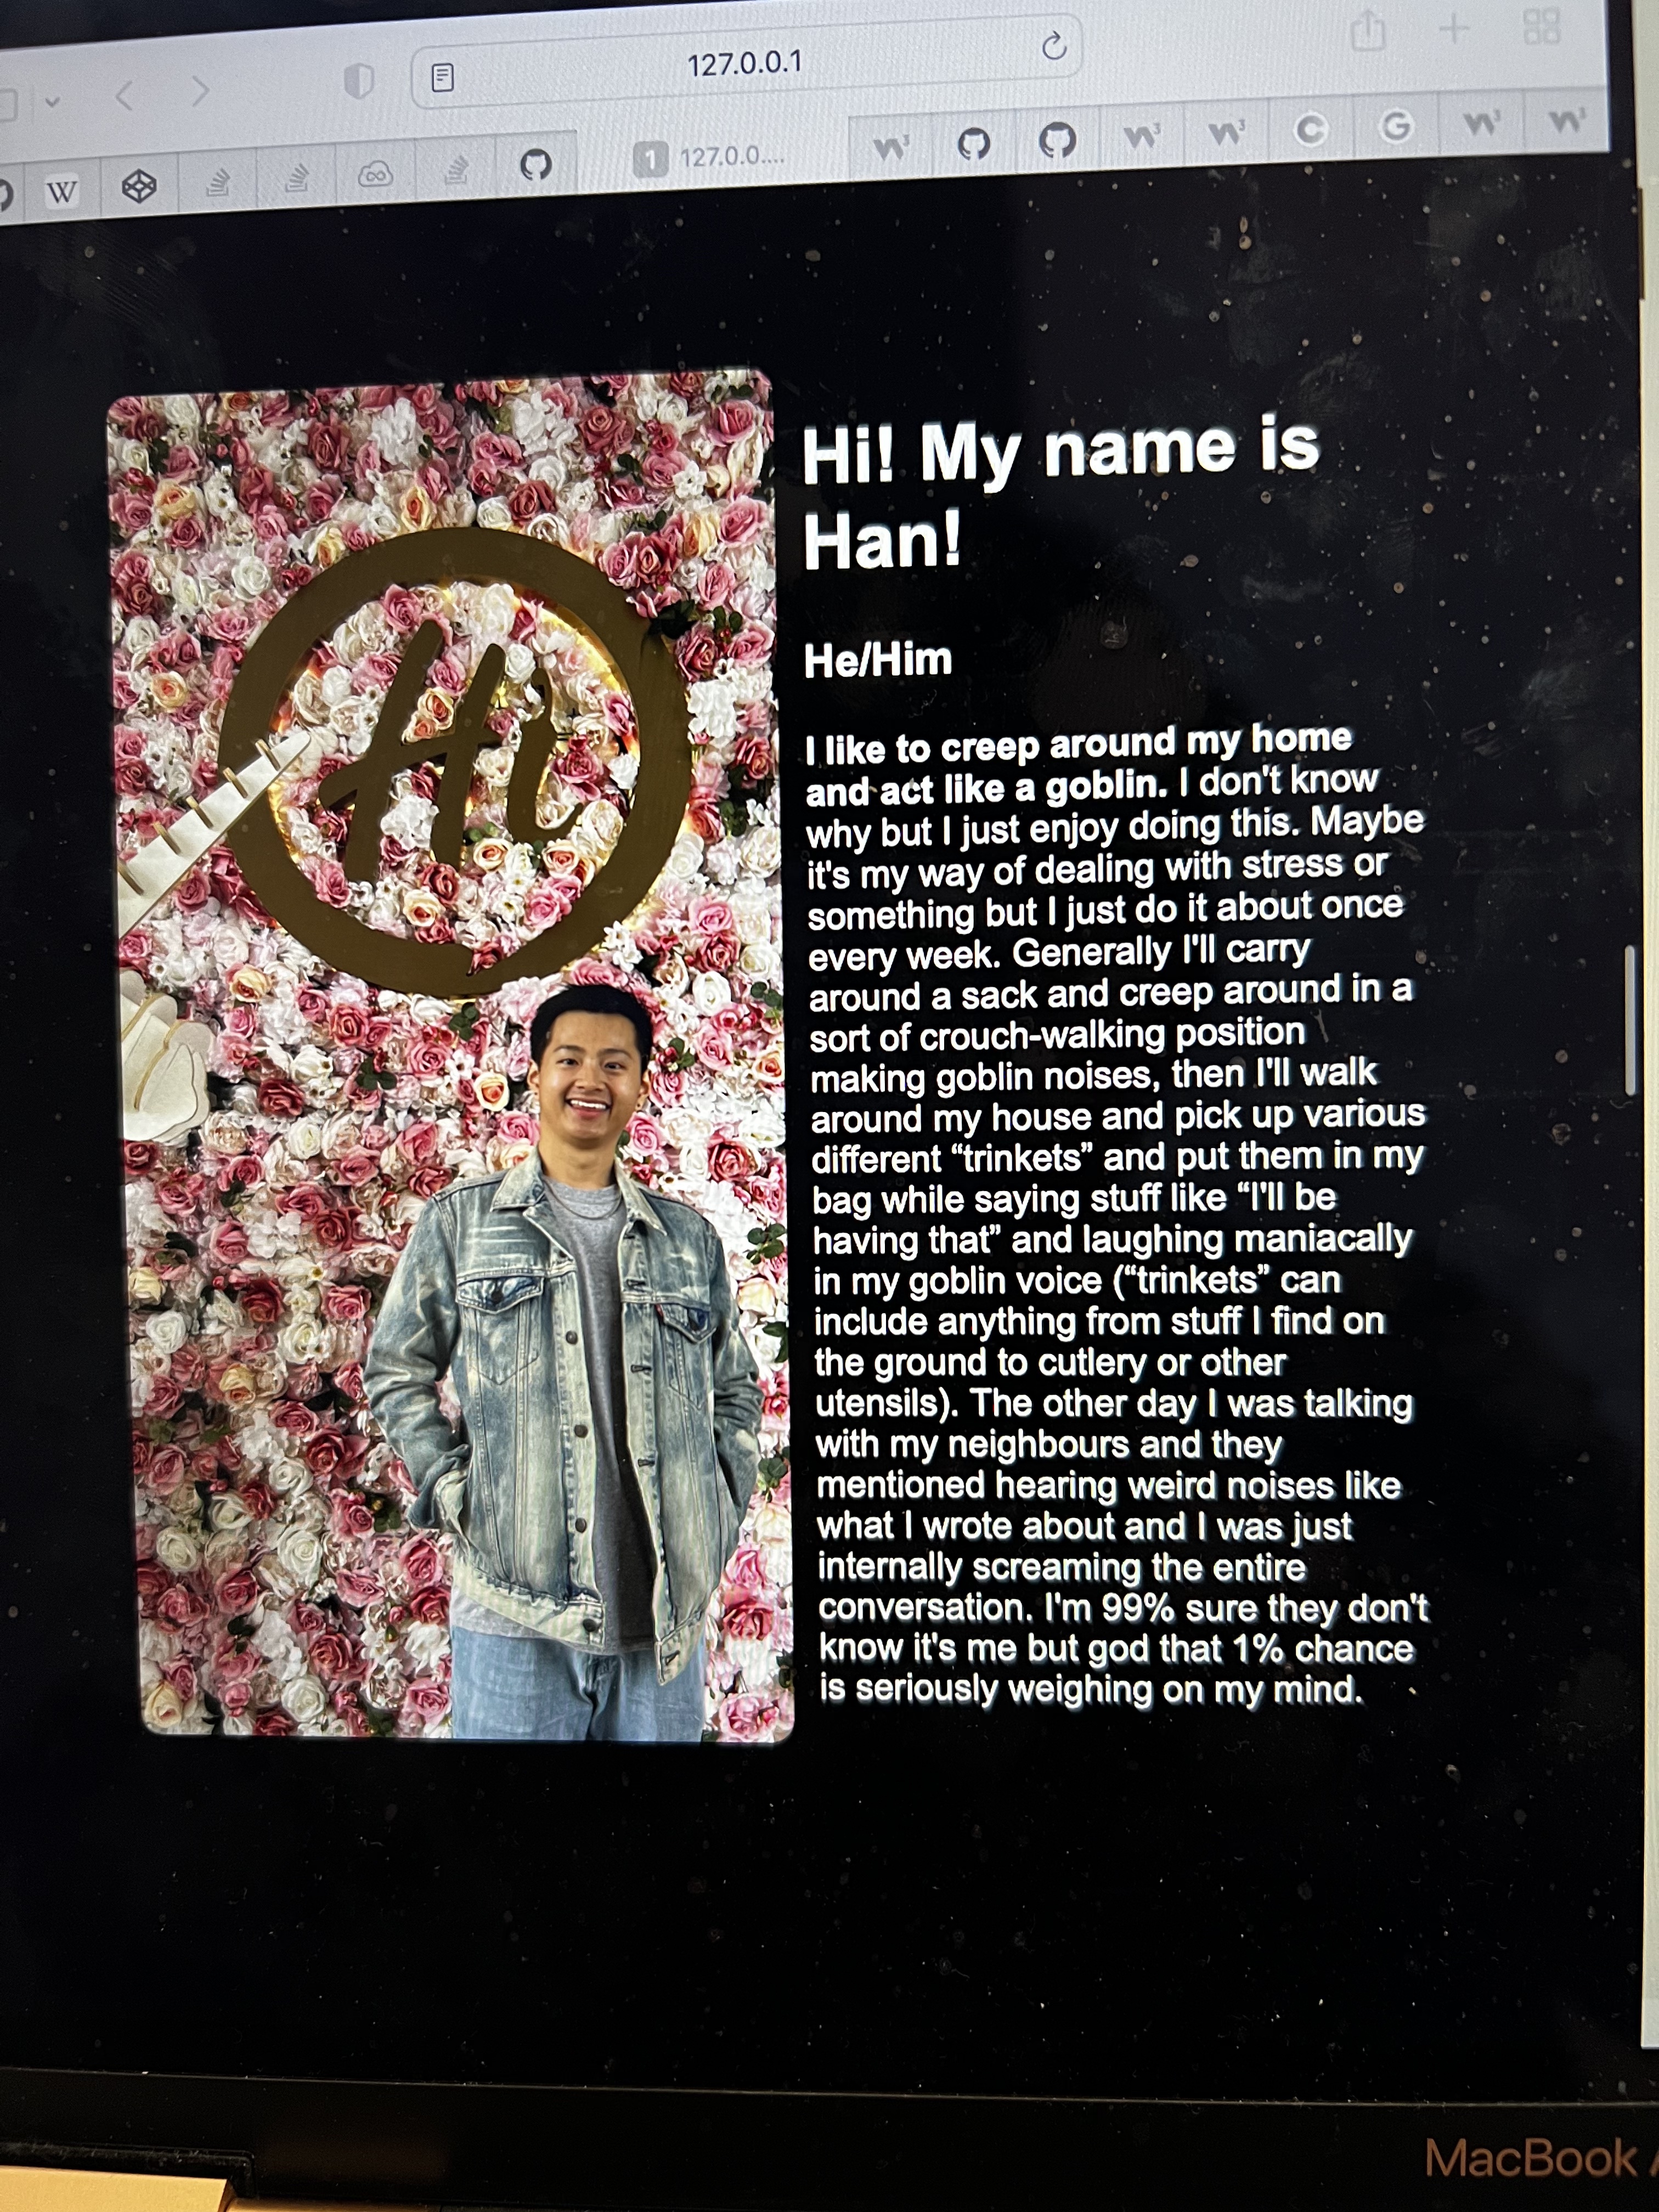 127.0.0.1
W
1 127.0.0....
W3
W3
W3
C
G
W3
W3
Hi
Hi! My name is
Han!
He/Him
I like to creep around my home
and act like a goblin. I don't know
why but I just enjoy doing this. Maybe
it's my way of dealing with stress or
something but I just do it about once
every week. Generally I'll carry
around a sack and creep around in a
sort of crouch-walking position
making goblin noises, then I'll walk
around my house and pick up various
different “trinkets” and put them in my
bag while saying stuff like “I'll be
having that” and laughing maniacally
in my goblin voice (“trinkets” can
include anything from stuff I find on
the ground to cutlery or other
utensils). The other day I was talking
with my neighbours and they
mentioned hearing weird noises like
what I wrote about and I was just
internally screaming the entire
conversation. I'm 99% sure they don't
know it's me but god that 1% chance
is seriously weighing on my mind.
MacBook